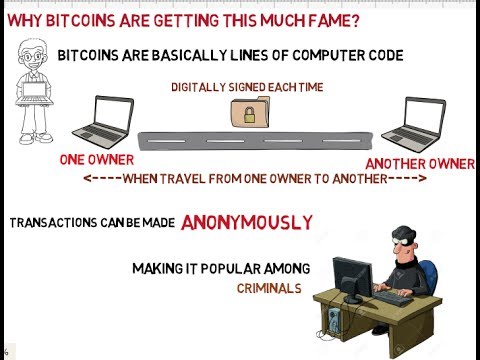 WHY BITCOINS ARE GETTING THIS MUCH FAME?
BITCOINS ARE BASICALLY LINES OF COMPUTER CODE
DIGITALLY SIGNED EACH TIME
ONE OWNER
ANOTHER OWNER
<----WHEN TRAVEL FROM ONE OWNER TO ANOTHER---->
TRANSACTIONS CAN BE MADE ANONYMOUSLY
MAKING IT POPULAR AMONG
CRIMINALS
%